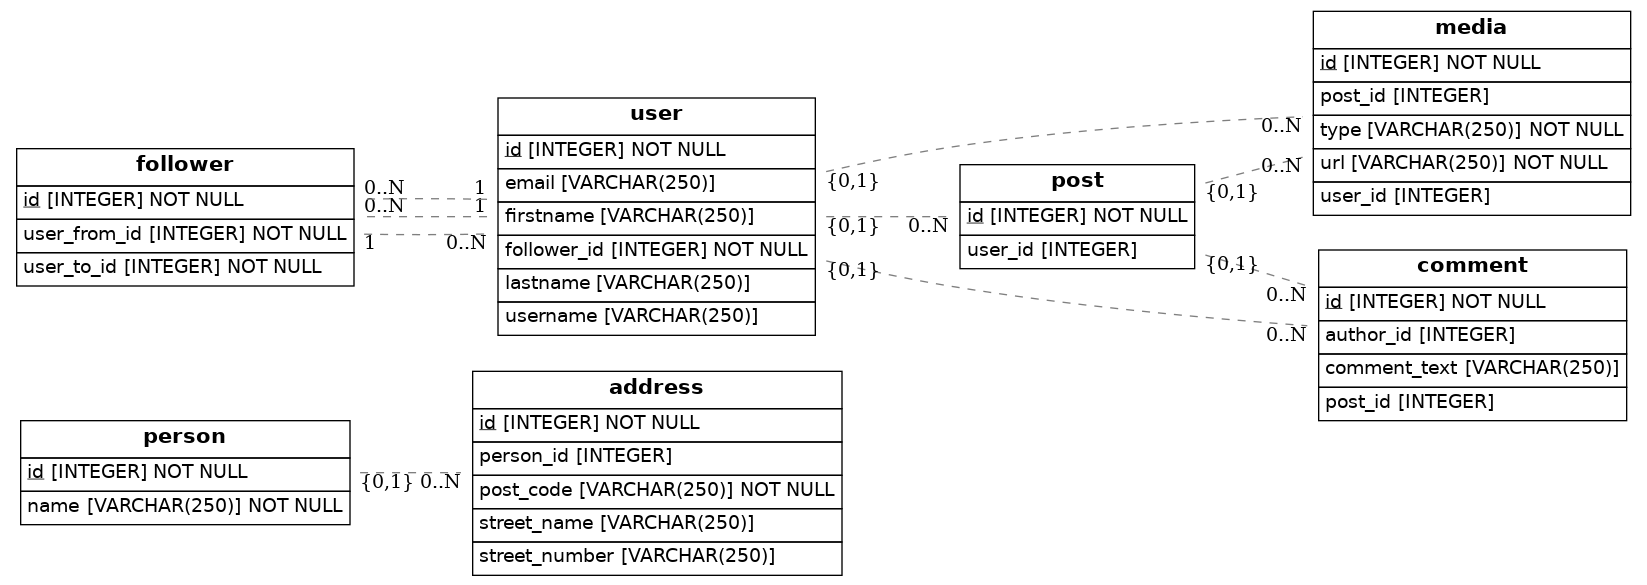 media
id [INTEGER] NOT NULL
post_id [INTEGER]
type [VARCHAR(250)] NOT NULL
url [VARCHAR(250)] NOT NULL
user_id [INTEGER]
user
id [INTEGER] NOT NULL
email [VARCHAR(250)]
firstname [VARCHAR(250)]
follower_id [INTEGER] NOT NULL
lastname [VARCHAR(250)]
username [VARCHAR(250)]
follower
id [INTEGER] NOT NULL
user_from_id [INTEGER] NOT NULL
user_to_id [INTEGER] NOT NULL
0..N 1
0..N 1
1 0..N
post
id [INTEGER] NOT NULL
user_id [INTEGER]
{0,1} 0..N
{0,1} 0..N
{0,1} 0..N
{0,1} 0..N
{0,1} 0..N
comment
id [INTEGER] NOT NULL
author_id [INTEGER]
comment_text [VARCHAR(250)]
post_id [INTEGER]
person
id [INTEGER] NOT NULL
name [VARCHAR(250)] NOT NULL
{0,1} 0..N
address
id [INTEGER] NOT NULL
person_id [INTEGER]
post_code [VARCHAR(250)] NOT NULL
street_name [VARCHAR(250)]
street_number [VARCHAR(250)]